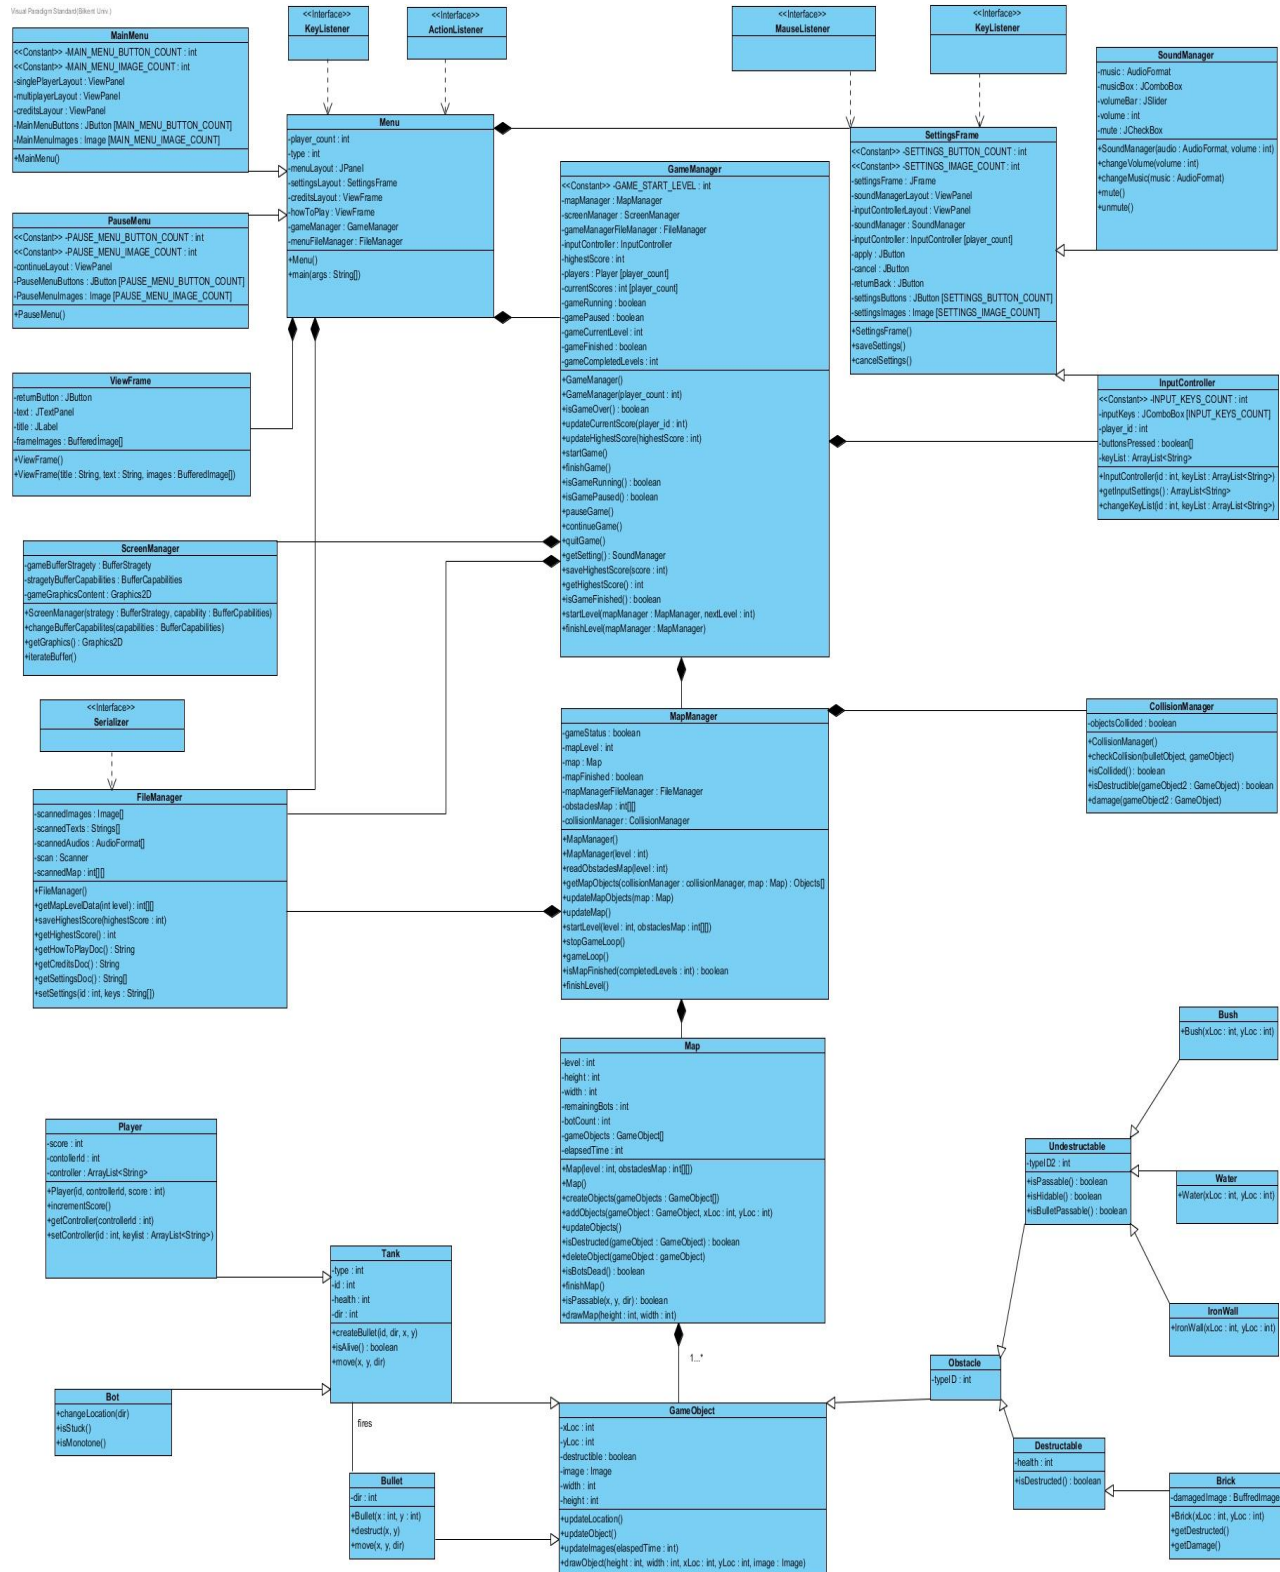 Visual Paradigm Standard(Bilkent Univ.)
MainMenu
<<Constant>> -MAIN_MENU_BUTTON_COUNT : int
<<Constant>> -MAIN_MENU_IMAGE_COUNT : int
-singlePlayerLayout : ViewPanel
-multiplayerLayout : ViewPanel
-creditsLayour : ViewPanel
-MainMenuButtons : JButton [MAIN_MENU_BUTTON_COUNT]
-MainMenuImages : Image [MAIN_MENU_IMAGE_COUNT]
+MainMenu()
<<Interface>>
KeyListener
<<Interface>>
ActionListener
<<Interface>>
MauseListener
<<Interface>>
KeyListener
SoundManager
-music : AudioFormat
-musicBox : JComboBox
-volumeBar : JSlider
-volume : int
-mute : JCheckBox
+SoundManager(audio : AudioFormat, volume : int)
+changeVolume(volume : int)
+changeMusic(music : AudioFormat)
+mute()
+unmute()
Menu
-player_count : int
-type : int
-menuLayout : JPanel
-settingsLayout : SettingsFrame
-creditsLayout : ViewFrame
-howToPlay : ViewFrame
-gameManager : GameManager
-menuFileManager : FileManager
+Menu()
+main(args : String[])
SettingsFrame
<<Constant>> -SETTINGS_BUTTON_COUNT : int
<<Constant>> -SETTINGS_IMAGE_COUNT : int
-settingsFrame : JFrame
-soundManagerLayout : ViewPanel
-inputControllerLayout : ViewPanel
-soundManager : SoundManager
-inputController : InputController [player_count]
-apply : JButton
-cancel : JButton
-returnBack : JButton
-settingsButtons : JButton [SETTINGS_BUTTON_COUNT]
-settingsImages : Image [SETTINGS_IMAGE_COUNT]
+SettingsFrame()
+saveSettings()
+cancelSettings()
GameManager
<<Constant>> -GAME_START_LEVEL : int
-mapManager : MapManager
-screenManager : ScreenManager
-gameManagerFileManager : FileManager
-inputController : InputController
-highestScore : int
-players : Player [player_count]
-currentScores : int [player_count]
-gameRunning : boolean
-gamePaused : boolean
-gameCurrentLevel : int
-gameFinished : boolean
-gameCompletedLevels : int
+GameManager()
+GameManager(player_count : int)
+isGameOver() : boolean
+updateCurrentScore(player_id : int)
+updateHighestScore(highestScore : int)
+startGame()
+finishGame()
+isGameRunning() : boolean
+isGamePaused() : boolean
+pauseGame()
+continueGame()
+quitGame()
+getSetting() : SoundManager
+saveHighestScore(score : int)
+getHighestScore() : int
+isGameFinished() : boolean
+startLevel(mapManager : MapManager, nextLevel : int)
+finishLevel(mapManager : MapManager)
PauseMenu
<<Constant>> -PAUSE_MENU_BUTTON_COUNT : int
<<Constant>> -PAUSE_MENU_IMAGE_COUNT : int
-continueLayout : ViewPanel
-PauseMenuButtons : JButton [PAUSE_MENU_BUTTON_COUNT]
-PauseMenuImages : Image [PAUSE_MENU_IMAGE_COUNT]
+PauseMenu()
ViewFrame
-returnButton : JButton
-text : JTextPanel
-title : JLabel
-frameImages : BufferedImage[]
+ViewFrame()
+ViewFrame(title : String, text : String, images : BufferedImage[])
InputController
<<Constant>> -INPUT_KEYS_COUNT : int
-inputKeys : JComboBox [INPUT_KEYS_COUNT]
-player_id : int
-buttonsPressed : boolean[]
-keyList : ArrayList<String>
+InputController(id : int, keyList : ArrayList<String>)
+getInputSettings() : ArrayList<String>
+changeKeyList(id : int, keyList : ArrayList<String>)
ScreenManager
-gameBufferStragety : BufferStragety
-stragetyBufferCapabilities : BufferCapabilities
-gameGraphicsContent : Graphics2D
+ScreenManager(strategy : BufferStrategy, capability : BufferCpabilities)
+changeBufferCapabilites(capabilities : BufferCapabilities)
+getGraphics() : Graphics2D
+iterateBuffer()
<<Interface>>
Serializer
FileManager
-scannedImages : Image[]
-scannedTexts : Strings[]
-scannedAudios : AudioFormat[]
-scan : Scanner
-scannedMap : int[][]
+FileManager()
+getMapLevelData(int level) : int[][]
+saveHighestScore(highestScore : int)
+getHighestScore() : int
+getHowToPlayDoc() : String
+getCreditsDoc() : String
+getSettingsDoc() : String[]
+setSettings(id : int, keys : String[])
MapManager
-gameStatus : boolean
-mapLevel : int
-map : Map
-mapFinished : boolean
-mapManagerFileManager : FileManager
-obstaclesMap : int[][]
-collisionManager : CollisionManager
+MapManager()
+MapManager(level : int)
+readObstaclesMap(level : int)
+getMapObjects(collisionManager : collisionManager, map : Map) : Objects[]
+updateMapObjects(map : Map)
+updateMap()
+startLevel(level : int, obstaclesMap : int[][])
+stopGameLoop()
+gameLoop()
+isMapFinished(completedLevels : int) : boolean
+finishLevel()
CollisionManager
-objectsCollided : boolean
+CollisionManager()
+checkCollision(bulletObject, gameObject)
+isCollided() : boolean
+isDestructible(gameObject2 : GameObject) : boolean
+damage(gameObject2 : GameObject)
Map
-level : int
-height : int
-width : int
-remainingBots : int
-botCount : int
-gameObjects : GameObject[]
-elapsedTime : int
+Map(level : int, obstaclesMap : int[][])
+Map()
+createObjects(gameObjects : GameObject[])
+addObjects(gameObject : GameObject, xLoc : int, yLoc : int)
+updateObjects()
+isDestructed(gameObject : GameObject) : boolean
+deleteObject(gameObject : gameObject)
+isBotsDead() : boolean
+finishMap()
+isPassable(x, y, dir) : boolean
+drawMap(height : int, width : int)
1...*
Bush
+Bush(xLoc : int, yLoc : int)
Undestructable
-typeID2 : int
+isPassable() : boolean
+isHidable() : boolean
+isBulletPassable() : boolean
Water
+Water(xLoc : int, yLoc : int)
IronWall
+IronWall(xLoc : int, yLoc : int)
Player
-score : int
-contollerId : int
-controller : ArrayList<String>
+Player(id, controllerId, score : int)
+incrementScore()
+getController(controllerId : int)
+setController(id : int, keylist : ArrayList<String>)
Tank
-type : int
-id : int
-health : int
-dir : int
+createBullet(id, dir, x, y)
+isAlive() : boolean
+move(x, y, dir)
Obstacle
-typeID : int
Bot
+changeLocation(dir)
+isStuck()
+isMonotone()
fires
GameObject
-xLoc : int
-yLoc : int
-destructible : boolean
-image : Image
-width : int
-height : int
+updateLocation()
+updateObject()
+updateImages(elaspedTime : int)
+drawObject(height : int, width : int, xLoc : int, yLoc : int, image : Image)
Bullet
-dir : int
+Bullet(x : int, y : int)
+destruct(x, y)
+move(x, y, dir)
Destructable
-health : int
+isDestructed() : boolean
Brick
-damagedImage : BuffredImage
+Brick(xLoc : int, yLoc : int)
+getDestructed()
+getDamage()